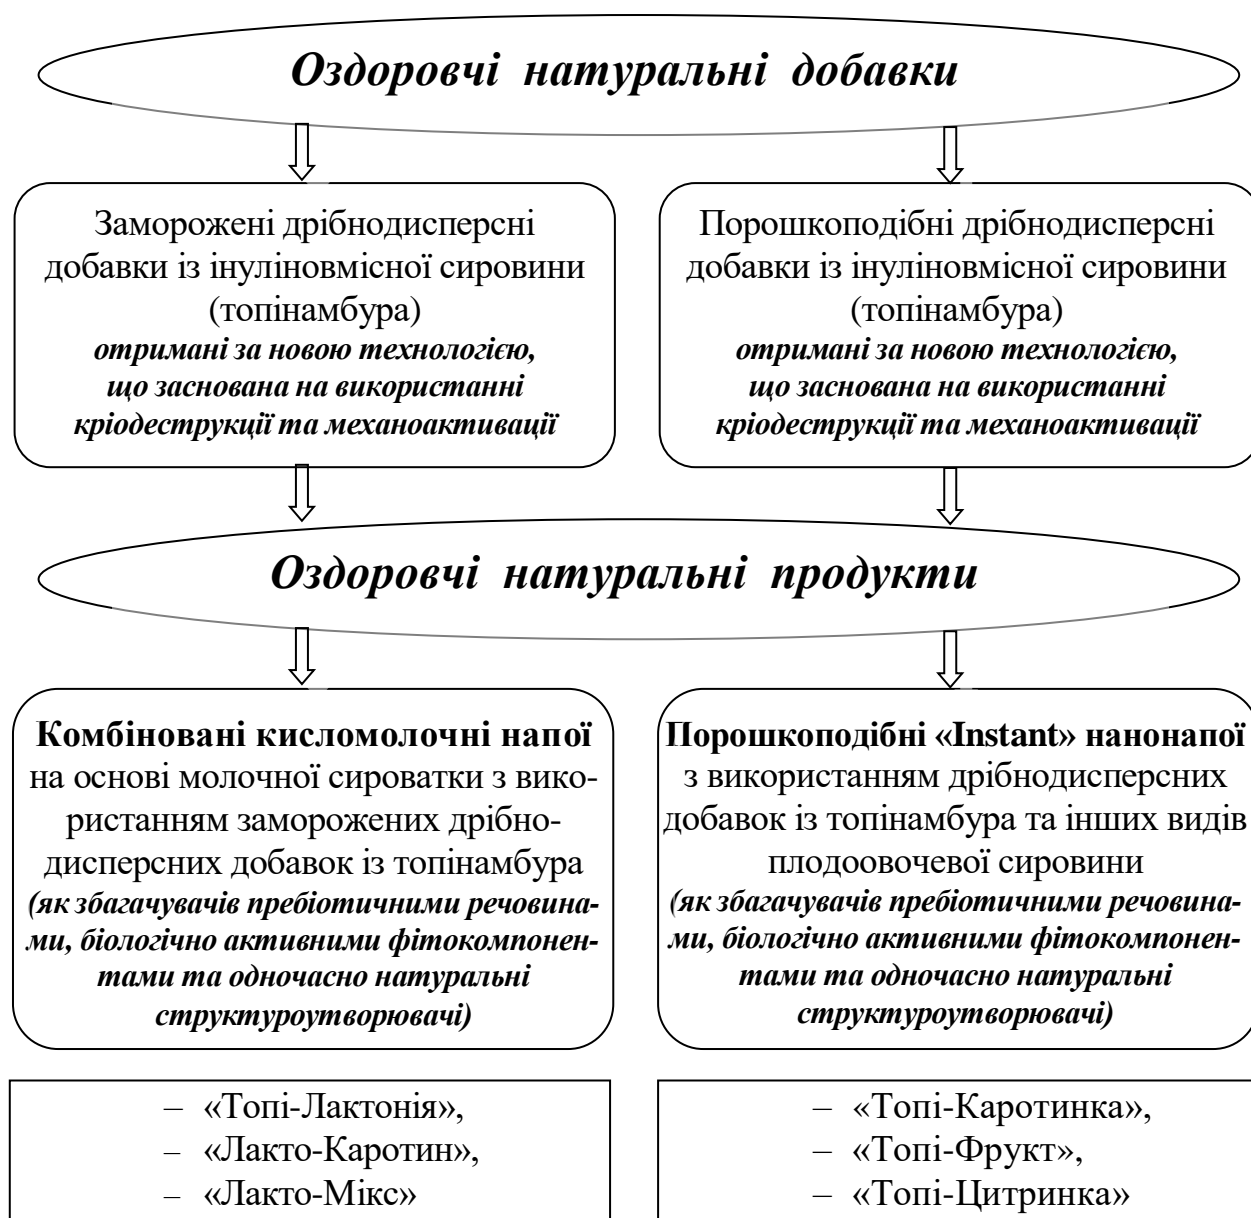 Оздоровчі натуральні добавки
Заморожені дрібнодисперсні
добавки із інуліновмісної сировини
(топінамбура)
отримані за новою технологією,
що заснована на використанні
кріодеструкції та механоактивації
Порошкоподібні дрібнодисперсні
добавки із інуліновмісної сировини
(топінамбура)
отримані за новою технологією,
що заснована на використанні
кріодеструкції та механоактивації
Оздоровчі натуральні продукти
Комбіновані кисломолочні напої
на основі молочної сироватки з вико-
ристанням заморожених дрібно-
дисперсних добавок із топінамбура
(як збагачувачів пребіотичними речовина-
ми, біологічно активними фітокомпонен-
тами та одночасно натуральні
структуроутворювачі)
Порошкоподібні «Instant» нанонапої
з використанням дрібнодисперсних
добавок із топінамбура та інших видів
плодоовочевої сировини
(як збагачувачів пребіотичними речовина-
ми, біологічно активними фітокомпонен-
тами та одночасно натуральні
структуроутворювачі)
– «Топі-Лактонія»,
– «Лакто-Каротин»,
– «Лакто-Мікс»
– «Топі-Каротинка»,
– «Топі-Фрукт»,
– «Топі-Цитринка»